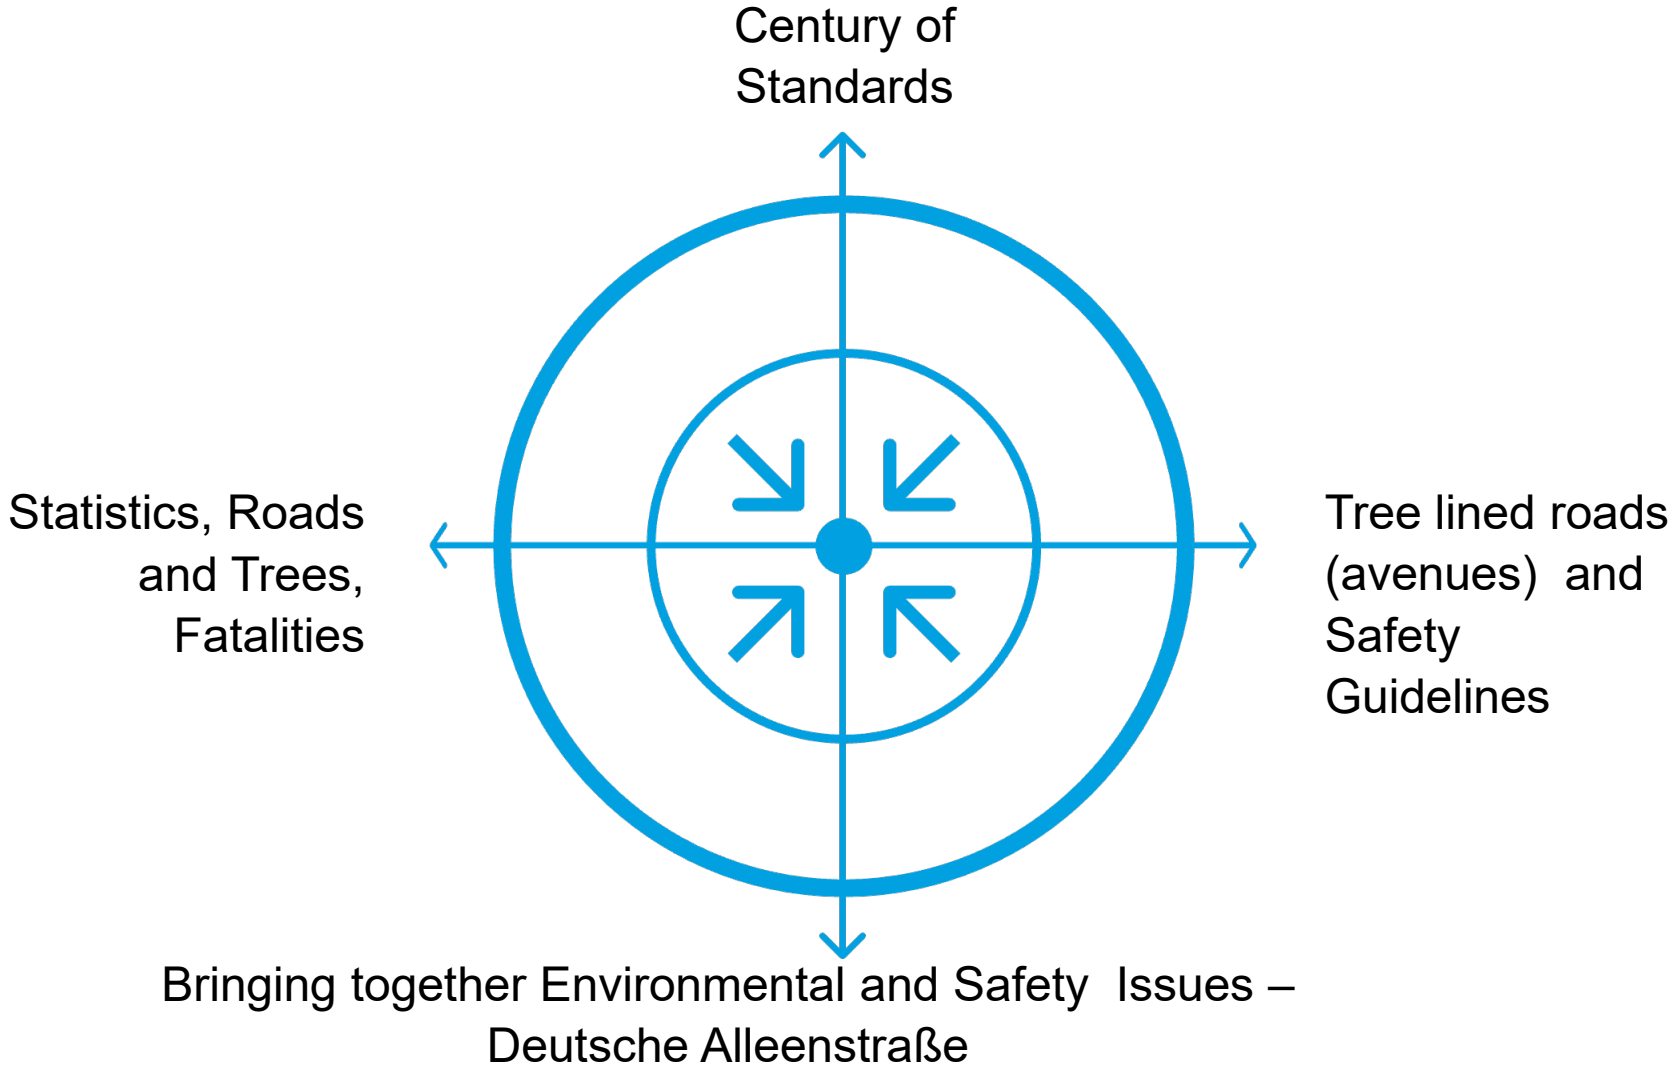 Century of
Standards
Statistics, Roads
and Trees,
Fatalities
Tree lined roads
(avenues)  and
Safety
Guidelines
Bringing together Environmental and Safety  Issues –
Deutsche Alleenstraße